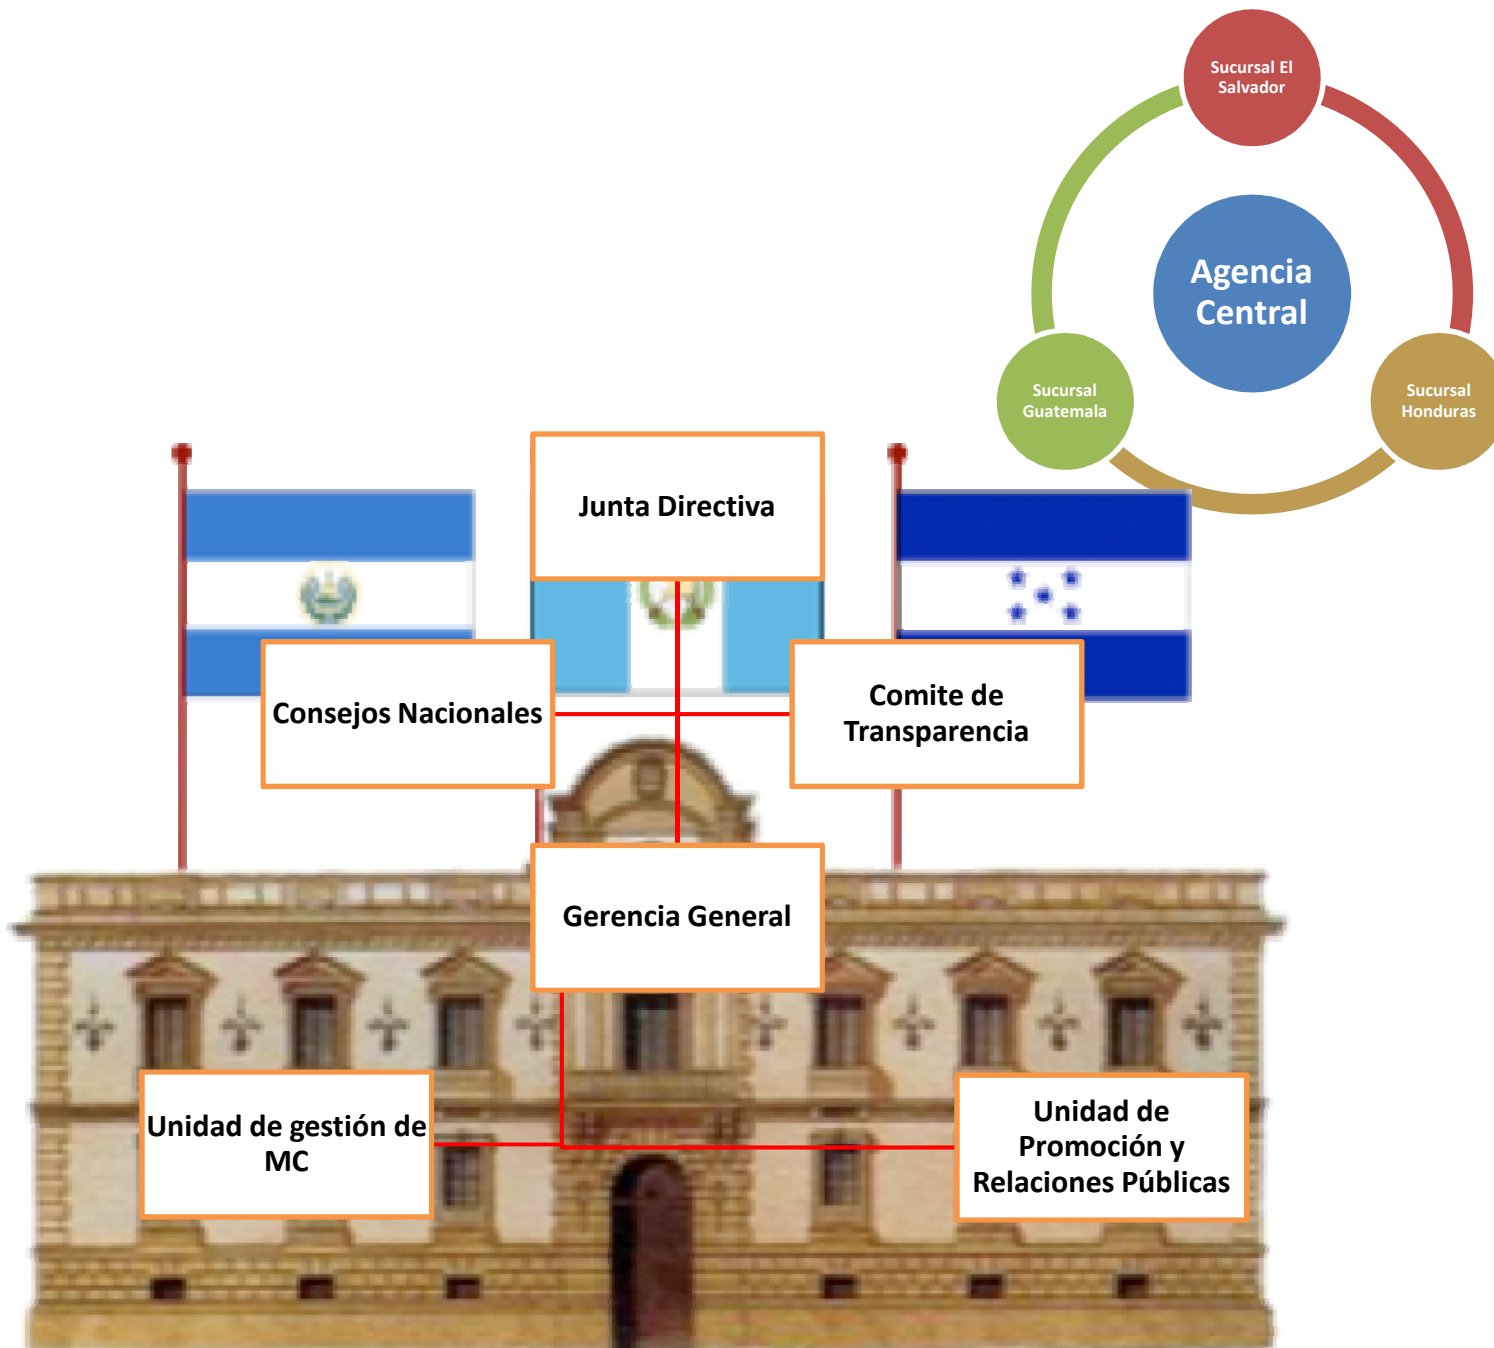 Sucursal El
Salvador
Agencia
Central
Sucursal
Guatemala
Sucursal
Honduras
Junta Directiva
Consejos Nacionales
Comite de
Transparencia
Gerencia General
Unidad de gestión de
MC
Unidad de
Promoción y
Relaciones Públicas